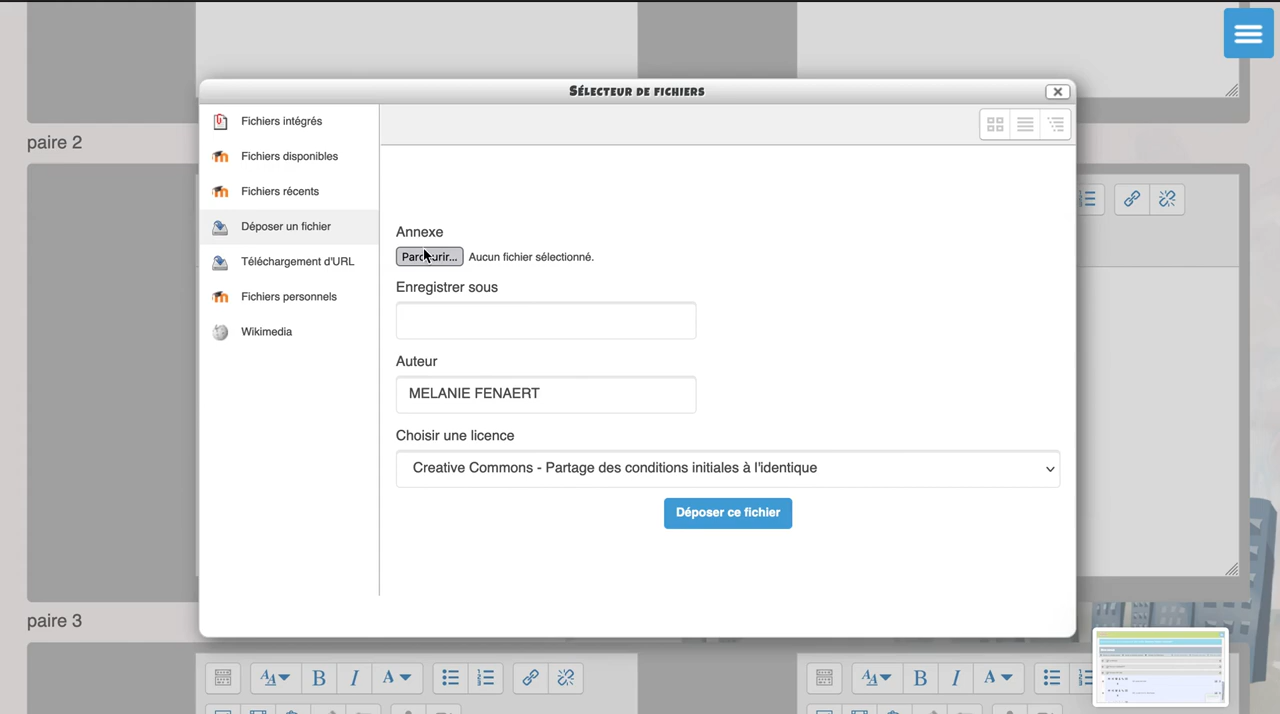 Sélecteur de fichiers
Fichiers intégrés
Fichiers disponibles
Fichiers récents
Déposer un fichier
Téléchargement d'URL
Fichiers personnels
Wikimedia
Annexe
Parcourir... Aucun fichier sélectionné.
Enregistrer sous
Auteur
MELANIE FENAERT
Choisir une licence
Creative Commons - Partage des conditions initiales à l'identique
Déposer ce fichier
paire 2
paire 3
B I A
B I A